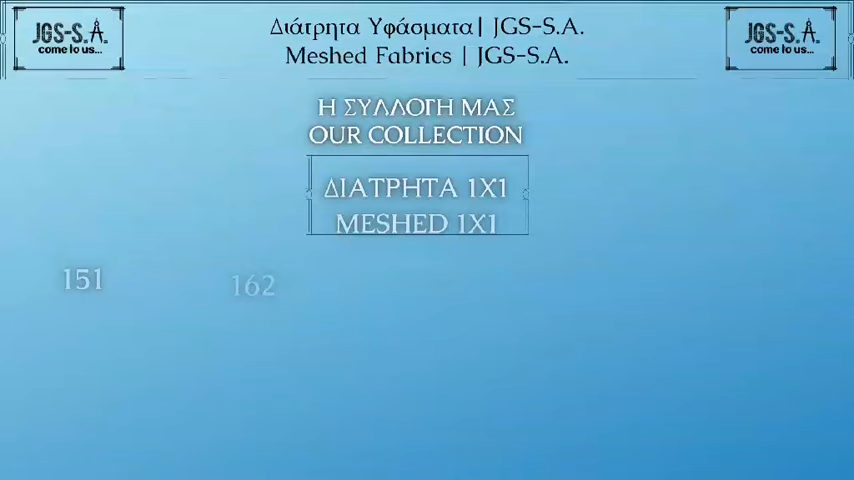 JGS-S.A.
come to us...
Διάτρητα Υφάσματα| JGS-S.A.
Meshed Fabrics | JGS-S.A.
JGS-S.A.
come to us...
Η ΣΥΛΛΟΓΗ ΜΑΣ
OUR COLLECTION
ΔΙΑΤΡΗΤΑ 1X1
MESHED 1X1
151
162